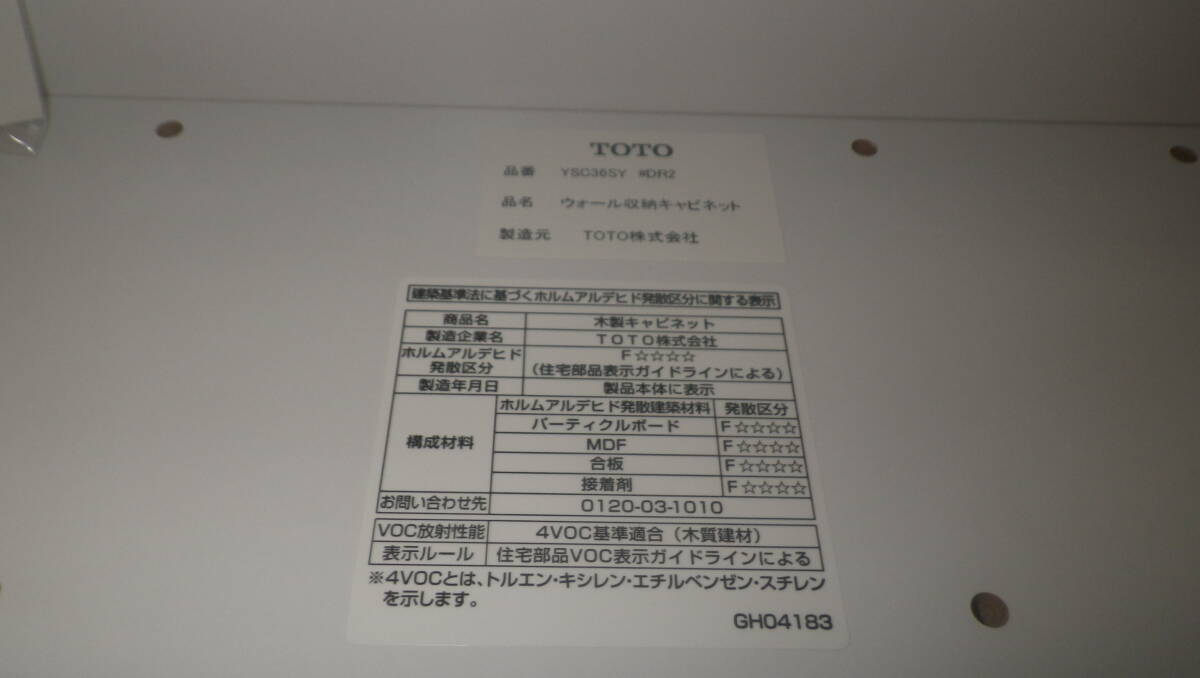 TOTO
品番 YSC36SY #DR2
品名 ウォール収納キャビネット
製造元 TOTO株式会社
建築基準法に基づくホルムアルデヒド発散区分に関する表示
商品名 木製キャビネット
製造企業名 TOTO株式会社
ホルムアルデヒド発散区分 F☆☆☆☆
(住宅部品表示ガイドラインによる)
製造年月日 製品本体に表示
構成材料
ホルムアルデヒド発散建築材料 発散区分
パーティクルボード F☆☆☆☆
MDF F☆☆☆☆
合板 F☆☆☆☆
接着剤 F☆☆☆☆
お問い合わせ先 0120-03-1010
VOC放射性能 4VOC基準適合(木質建材)
表示ルール 住宅部品VOC表示ガイドラインによる
※4VOCとは、トルエン・キシレン・エチルベンゼン・スチレン
を示します。
GH04183